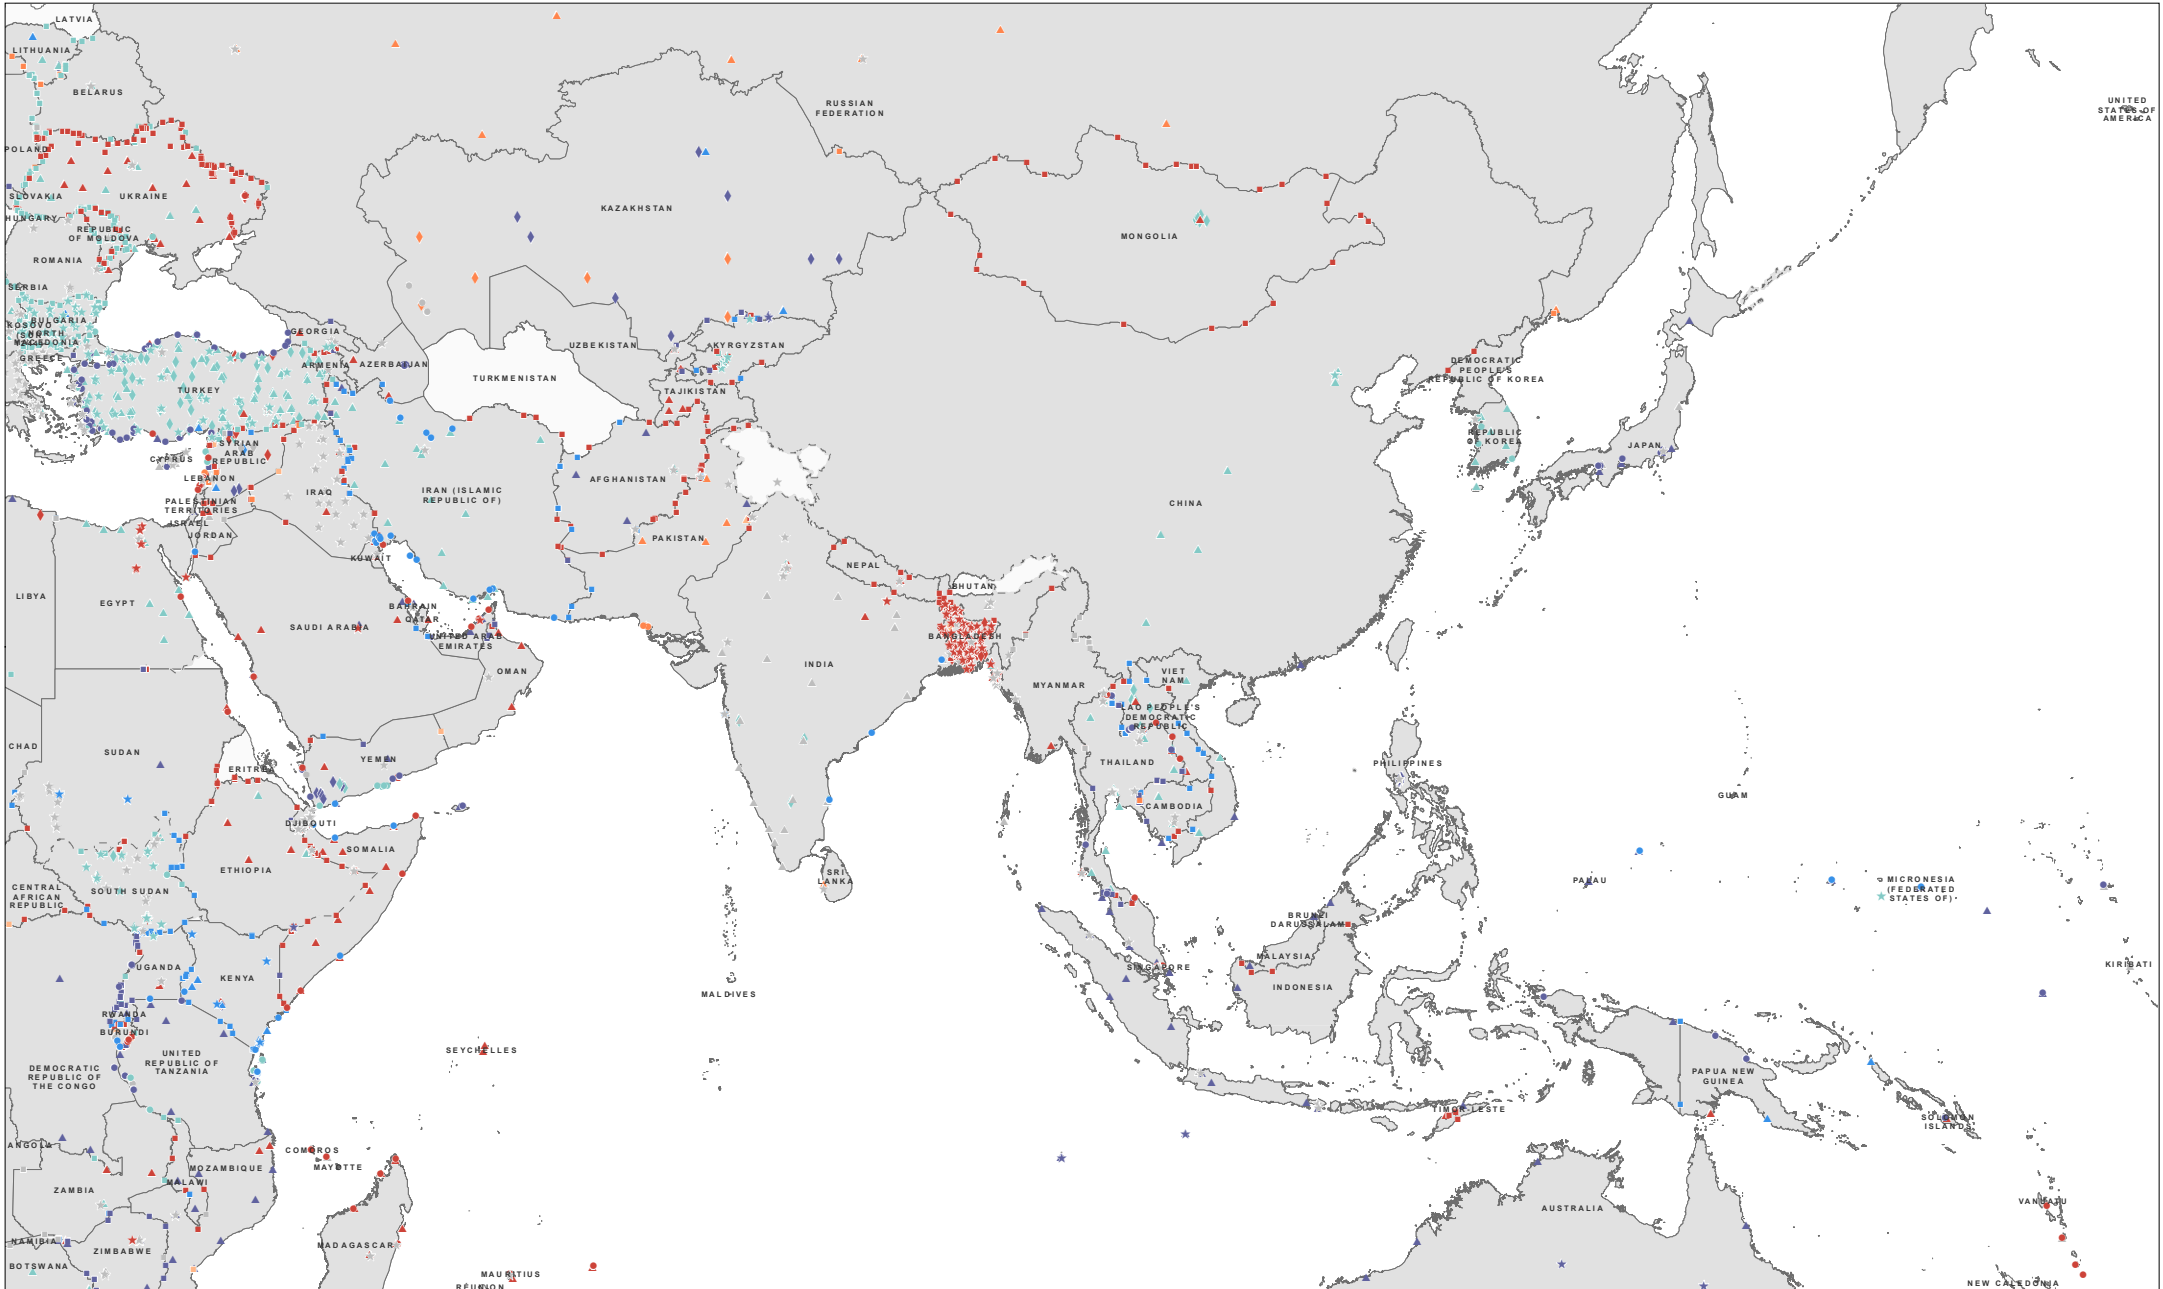 LATVIA
LITHUANIA
BELARUS
RUSSIAN
FEDERATION
UNITED
STATES OF
AMERICA
POLAND
SLOVAKIA
UKRAINE
HUNGARY
REPUBLIC
OF MOLDOVA
ROMANIA
KAZAKHSTAN
MONGOLIA
SERBIA
BULGARIA
KOSOVO
NORTH
MACEDONIA
GREECE
GEORGIA
ARMENIA
AZERBAIJAN
UZBEKISTAN
KYRGYZSTAN
TURKEY
TURKMENISTAN
TAJIKISTAN
DEMOCRATIC
PEOPLE'S
REPUBLIC OF KOREA
REPUBLIC
OF KOREA
JAPAN
CYPRUS
SYRIAN
ARAB
REPUBLIC
LEBANON
IRAQ
IRAN (ISLAMIC
REPUBLIC OF)
AFGHANISTAN
CHINA
PALESTINIAN
TERRITORIES
ISRAEL
JORDAN
KUWAIT
PAKISTAN
NEPAL
BHUTAN
LIBYA
EGYPT
SAUDI ARABIA
BAHRAIN
QATAR
UNITED ARAB
EMIRATES
OMAN
BANGLADESH
INDIA
MYANMAR
VIET
NAM
LAO PEOPLE'S
DEMOCRATIC
REPUBLIC
CHAD
SUDAN
ERITREA
YEMEN
THAILAND
PHILIPPINES
GUAM
DJIBOUTI
CAMBODIA
SOMALIA
ETHIOPIA
SRI
LANKA
CENTRAL
AFRICAN
REPUBLIC
SOUTH SUDAN
PALAU
MICRONESIA
(FEDERATED
STATES OF)
BRUNEI
DARUSSALAM
UGANDA
KENYA
MALDIVES
SINGAPORE
MALAYSIA
INDONESIA
KIRIBATI
RWANDA
BURUNDI
SEYCHELLES
DEMOCRATIC
REPUBLIC OF
THE CONGO
UNITED
REPUBLIC OF
TANZANIA
PAPUA NEW
GUINEA
TIMOR-LESTE
SOLOMON
ISLANDS
ANGOLA
COMOROS
MAYOTTE
MOZAMBIQUE
MALAWI
ZAMBIA
AUSTRALIA
VANUATU
NAMIBIA
ZIMBABWE
MADAGASCAR
BOTSWANA
MAURITIUS
RÉUNION
NEW CALEDONIA